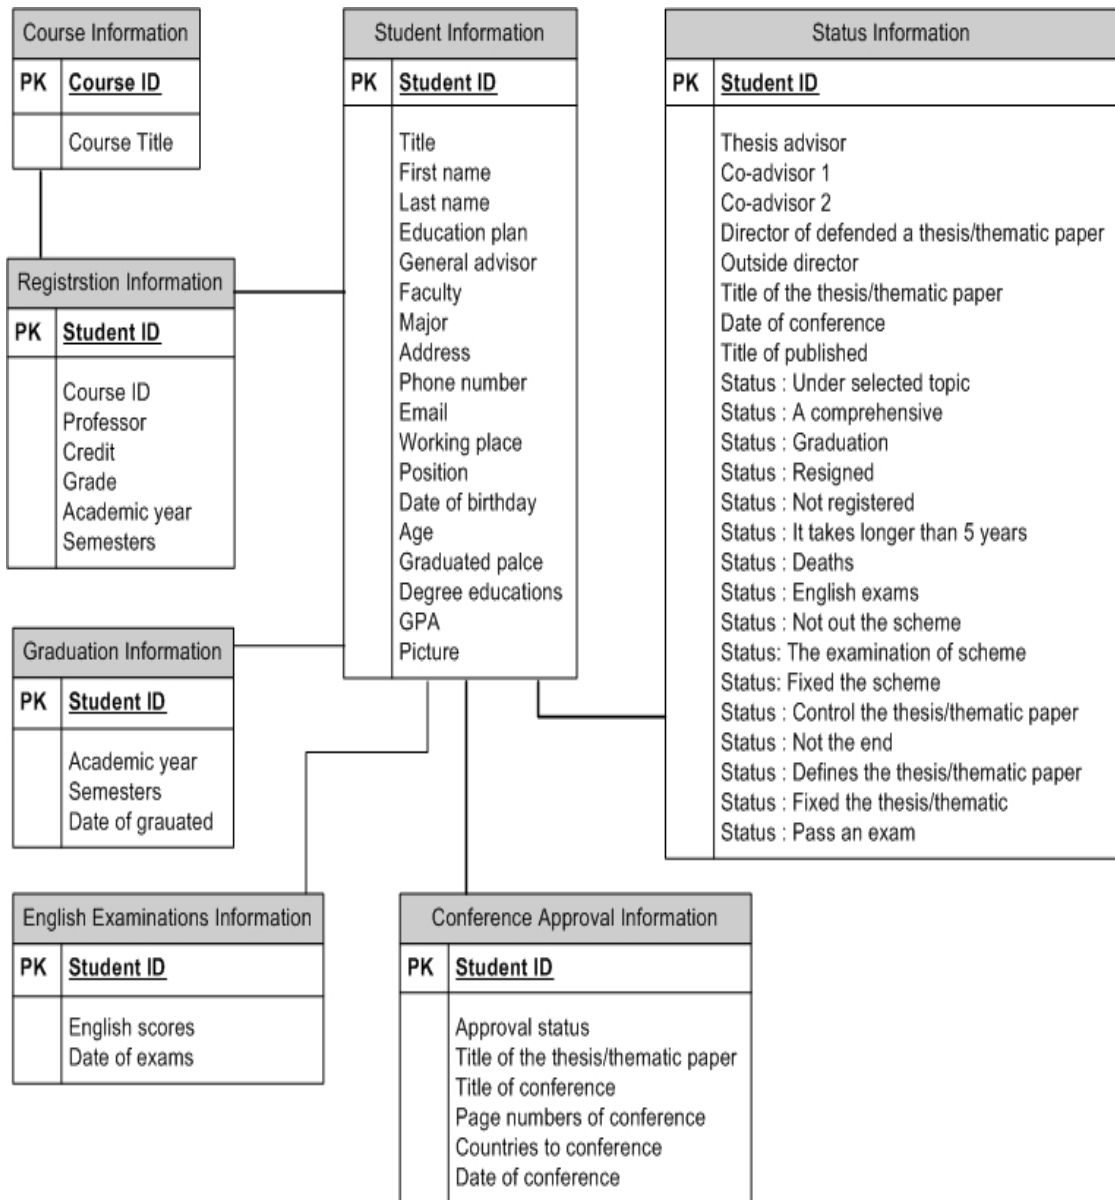 Course Information
PK Course ID
Course Title
Registrstion Information
PK Student ID
Course ID
Professor
Credit
Grade
Academic year
Semesters
Graduation Information
PK Student ID
Academic year
Semesters
Date of grauated
English Examinations Information
PK Student ID
English scores
Date of exams
Student Information
PK Student ID
Title
First name
Last name
Education plan
General advisor
Faculty
Major
Address
Phone number
Email
Working place
Position
Date of birthday
Age
Graduated palce
Degree educations
GPA
Picture
Conference Approval Information
PK Student ID
Approval status
Title of the thesis/thematic paper
Title of conference
Page numbers of conference
Countries to conference
Date of conference
Status Information
PK Student ID
Thesis advisor
Co-advisor 1
Co-advisor 2
Director of defended a thesis/thematic paper
Outside director
Title of the thesis/thematic paper
Date of conference
Title of published
Status : Under selected topic
Status : A comprehensive
Status : Graduation
Status : Resigned
Status : Not registered
Status : It takes longer than 5 years
Status : Deaths
Status : English exams
Status : Not out the scheme
Status: The examination of scheme
Status: Fixed the scheme
Status : Control the thesis/thematic paper
Status : Not the end
Status : Defines the thesis/thematic paper
Status : Fixed the thesis/thematic
Status : Pass an exam